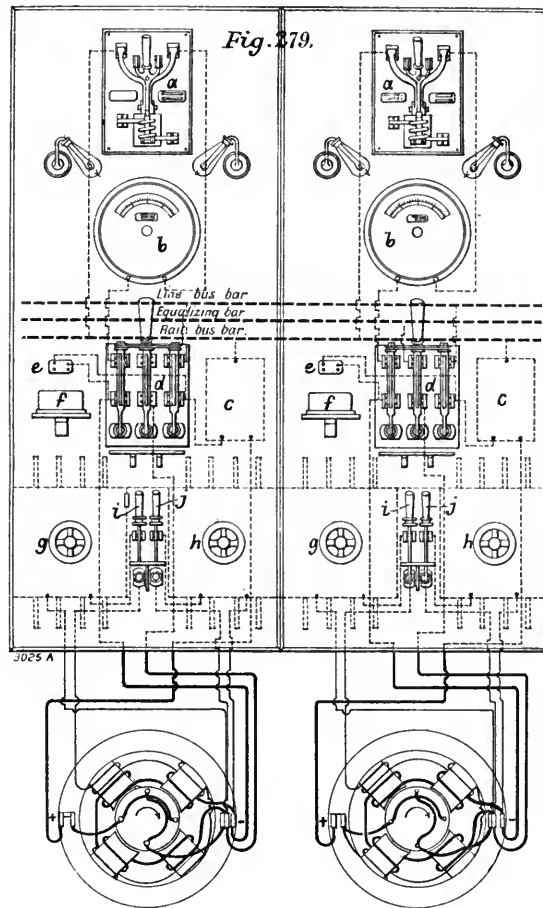 Fig. 279.
a
a
b
b
Line bus bar
Equalizing bar
Rail bus bar.
e
d
c
f
e
d
c
f
i
J
g
h
i
j
g
h
3025 A
+
-
+
-